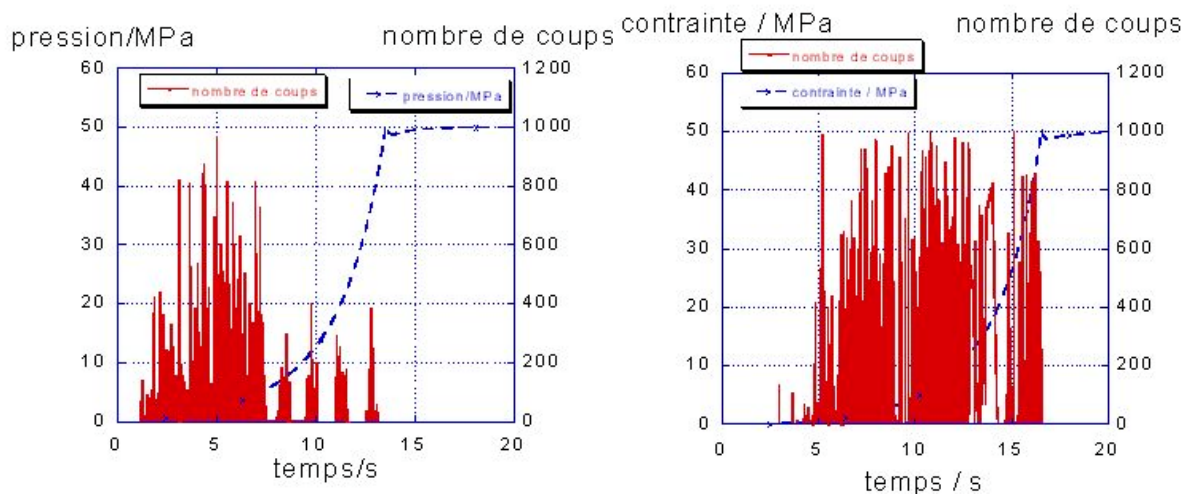 pression/MPa nombre de coups
nombre de coups
pression/MPa
60
50
40
30
20
10
0
1200
1000
800
600
400
200
0
0 5 10 15 20
temps/s
contrainte / MPa nombre de coups
nombre de coups
contrainte / MPa
60
50
40
30
20
10
0
1200
1000
800
600
400
200
0
0 5 10 15 20
temps / s